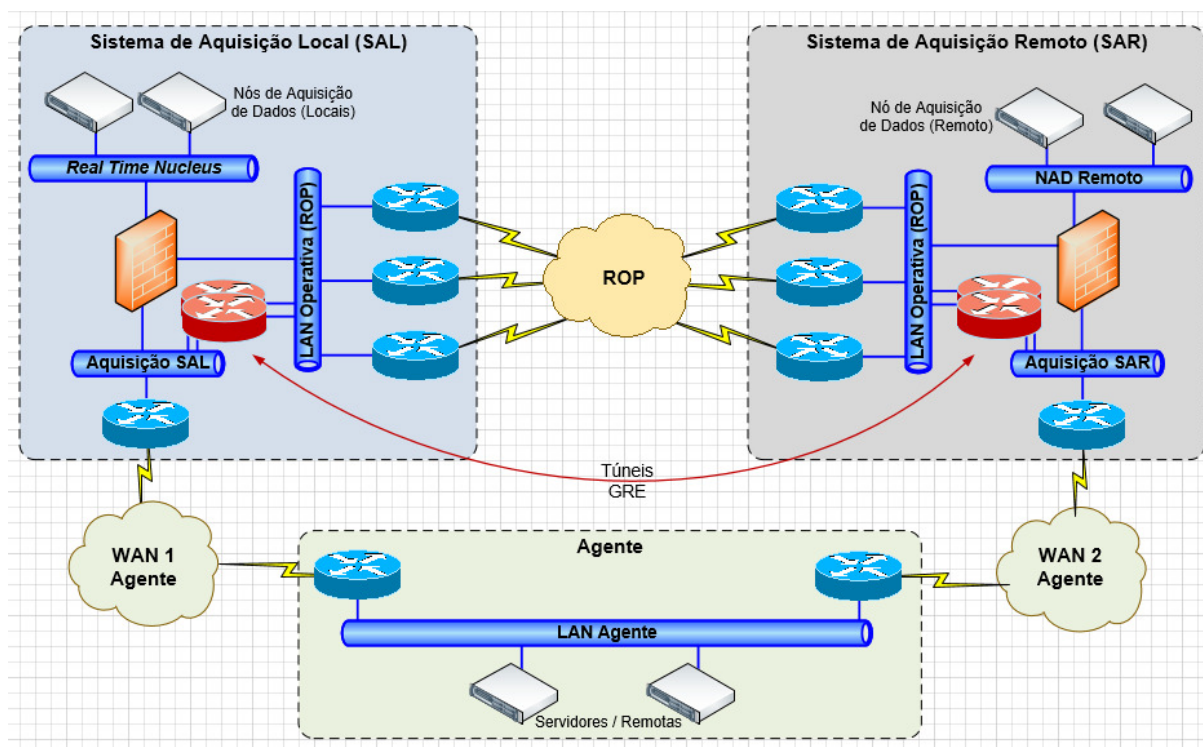 Sistema de Aquisição Local (SAL)
Nós de Aquisição
de Dados (Locais)
Real Time Nucleus
LAN Operativa (ROP)
Aquisição SAL
ROP
Sistema de Aquisição Remoto (SAR)
Nó de Aquisição
de Dados (Remoto)
NAD Remoto
LAN Operativa (ROP)
Aquisição SAR
Túneis
GRE
WAN 1
Agente
Agente
LAN Agente
Servidores / Remotas
WAN 2
Agente